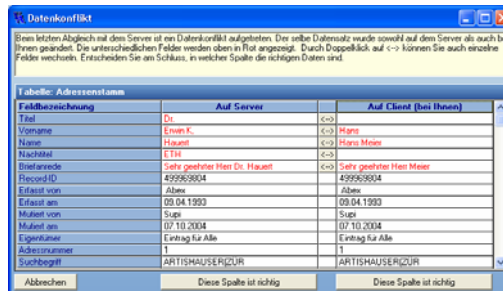 Datenkonflikt
Beim letzten Abgleich mit dem Server ist ein Datenkonflikt aufgetreten. Der selbe Datensatz wurde sowohl auf dem Server als auch be
Ihnen geändert. Die unterschiedlichen Felder werden oben in Rot angezeigt. Durch Doppelklick auf <--> können Sie auch einzelne
Felder wechseln. Entscheiden Sie am Schluss, in welcher Spalte die richtigen Daten sind.
Tabelle: Adressenstamm
Feldbezeichnung Auf Server Auf Client (bei Ihnen)
Titel Dr. <-->
Vorname Erwin K. <--> Hans
Name Hauert <--> Hans Meier
Nachtitel ETH <-->
Briefanrede Sehr geehrter Herr Dr. Hauert <--> Sehr geehrter Herr Meier
Record-ID 499969804 499969804
Erfasst von Abex Abex
Erfasst am 09.04.1993 09.04.1993
Mutiert von Supi Supi
Mutiert am 07.10.2004 07.10.2004
Eigentümer Eintrag für Alle Eintrag für Alle
Adressnummer 1 1
Suchbegriff ARTISHAUSER|ZÜR ARTISHAUSER|ZÜR
Abbrechen Diese Spalte ist richtig Diese Spalte ist richtig